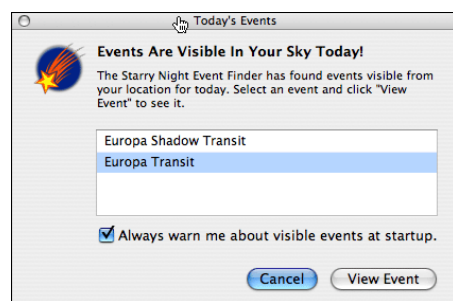 Today's Events
Events Are Visible In Your Sky Today!
The Starry Night Event Finder has found events visible from
your location for today. Select an event and click "View
Event" to see it.
Europa Shadow Transit
Europa Transit
Always warn me about visible events at startup.
Cancel View Event